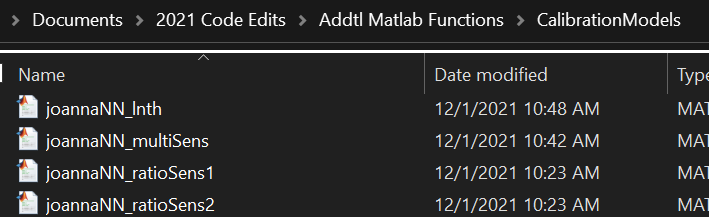 Documents > 2021 Code Edits > Addtl Matlab Functions > CalibrationModels
Name Date modified Type
joannaNN_lnth 12/1/2021 10:48 AM MAT
joannaNN_multiSens 12/1/2021 10:42 AM MAT
joannaNN_ratioSens1 12/1/2021 10:23 AM MAT
joannaNN_ratioSens2 12/1/2021 10:23 AM MAT